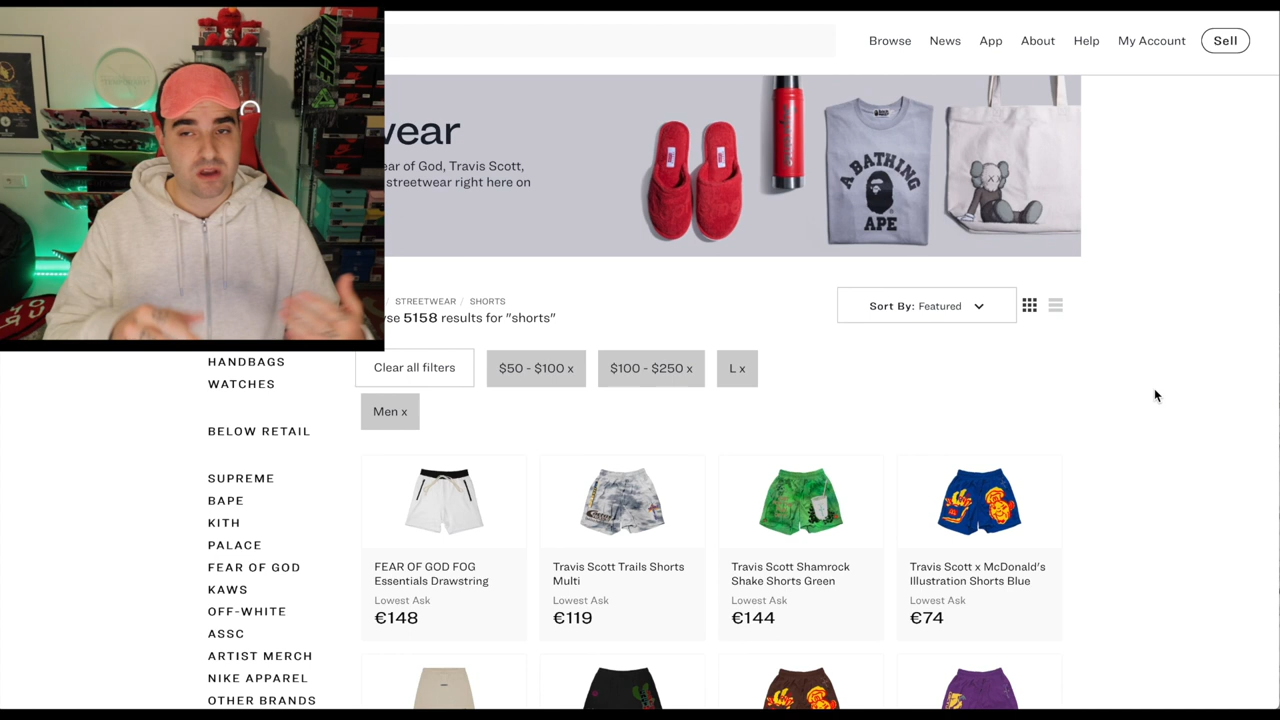 Browse
News
App
About
Help
My Account
Sell
wear
ear of God, Travis Scott,
streetwear right here on
A BATHING
APE
/ STREETWEAR / SHORTS
se 5158 results for "shorts"
Sort By: Featured
HANDBAGS
WATCHES
BELOW RETAIL
SUPREME
BAPE
KITH
PALACE
FEAR OF GOD
KAWS
OFF-WHITE
ASSC
ARTIST MERCH
NIKE APPAREL
OTHER BRANDS
Clear all filters
$50 - $100 x
$100 - $250 x
L x
Men x
FEAR OF GOD FOG
Essentials Drawstring
Lowest Ask
€148
Travis Scott Trails Shorts
Multi
Lowest Ask
€119
Travis Scott Shamrock
Shake Shorts Green
Lowest Ask
€144
Travis Scott x McDonald's
Illustration Shorts Blue
Lowest Ask
€74